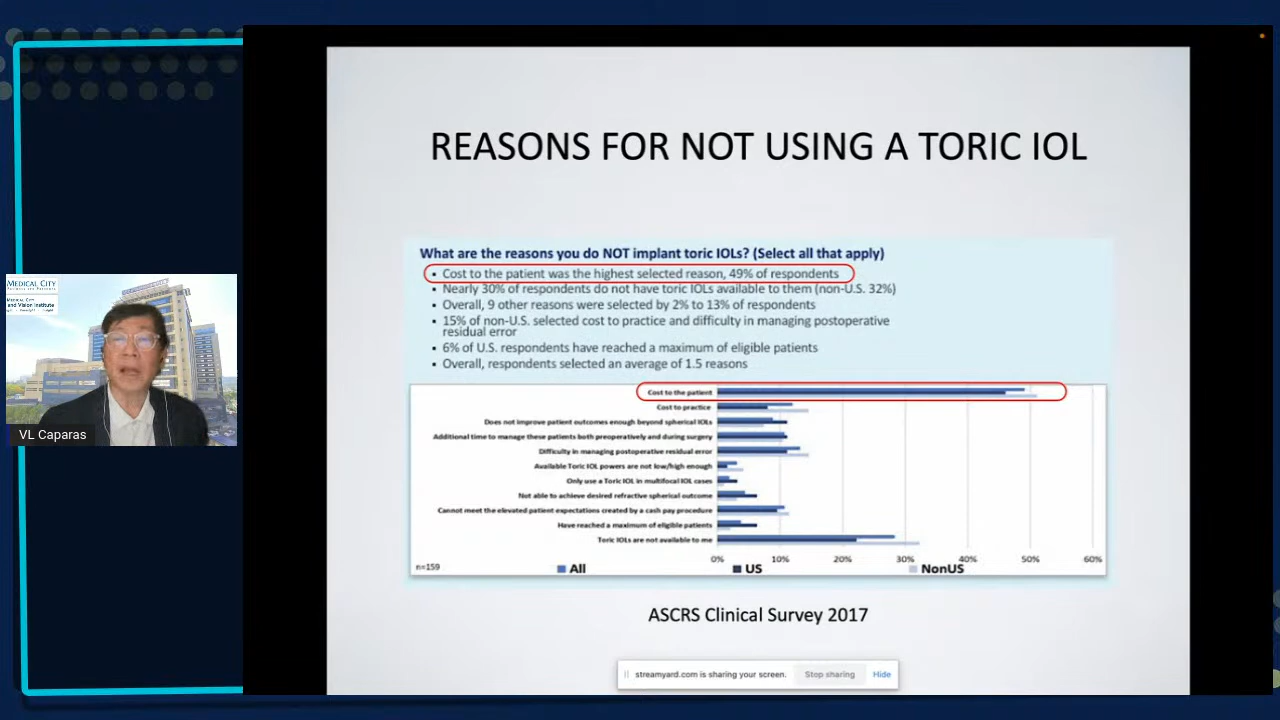 REASONS FOR NOT USING A TORIC IOL
What are the reasons you do NOT implant toric IOLs? (Select all that apply)
• Cost to the patient was the highest selected reason, 49% of respondents
• Nearly 30% of respondents do not have toric IOLs available to them (non-U.S. 32%)
• Overall, 9 other reasons were selected by 2% to 13% of respondents
• 15% of non-U.S. selected cost to practice and difficulty in managing postoperative
residual error
• 6% of U.S. respondents have reached a maximum of eligible patients
• Overall, respondents selected an average of 1.5 reasons
Cost to the patient
Cost to practice
Does not improve patient outcomes enough beyond spherical IOLs
Additional time to manage these patients both preoperatively and during surgery
Difficulty in managing postoperative residual error
Available Toric IOL powers are not low/high enough
Only use a Toric IOL in multifocal IOL cases
Not able to achieve desired refractive spherical outcome
Cannot meet the elevated patient expectations created by a cash pay procedure
Have reached a maximum of eligible patients
Toric IOLs are not available to me
0% 10% 20% 30% 40% 50% 60%
n=159
All US NonUS
ASCRS Clinical Survey 2017
MEDICAL CITY
Medical City
and Vision Institute
VL Caparas
streamyard.com is sharing your screen. Stop sharing Hide